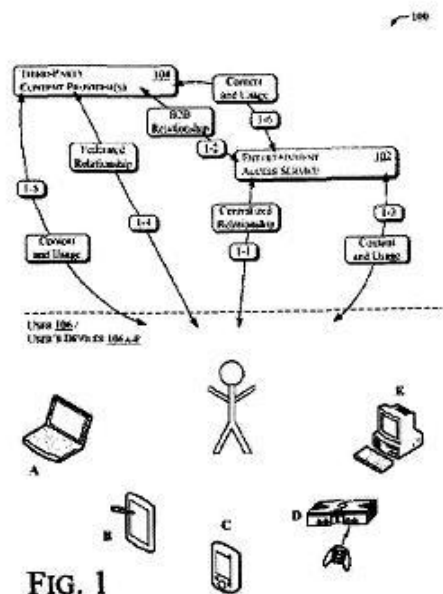 100
THIRD-PARTY 104
CONTENT PROVIDER(S)
Content
and Usage
B2B
Relationship
1-6
1-2
ENTERTAINMENT 102
ACCESS SERVICE
Federated
Relationship
1-5
1-4
Centralized
Relationship
1-3
1-1
Content
and Usage
Content
and Usage
USER 106 /
USER'S DEVICES 106A-E
A
E
B
C
D
FIG. 1